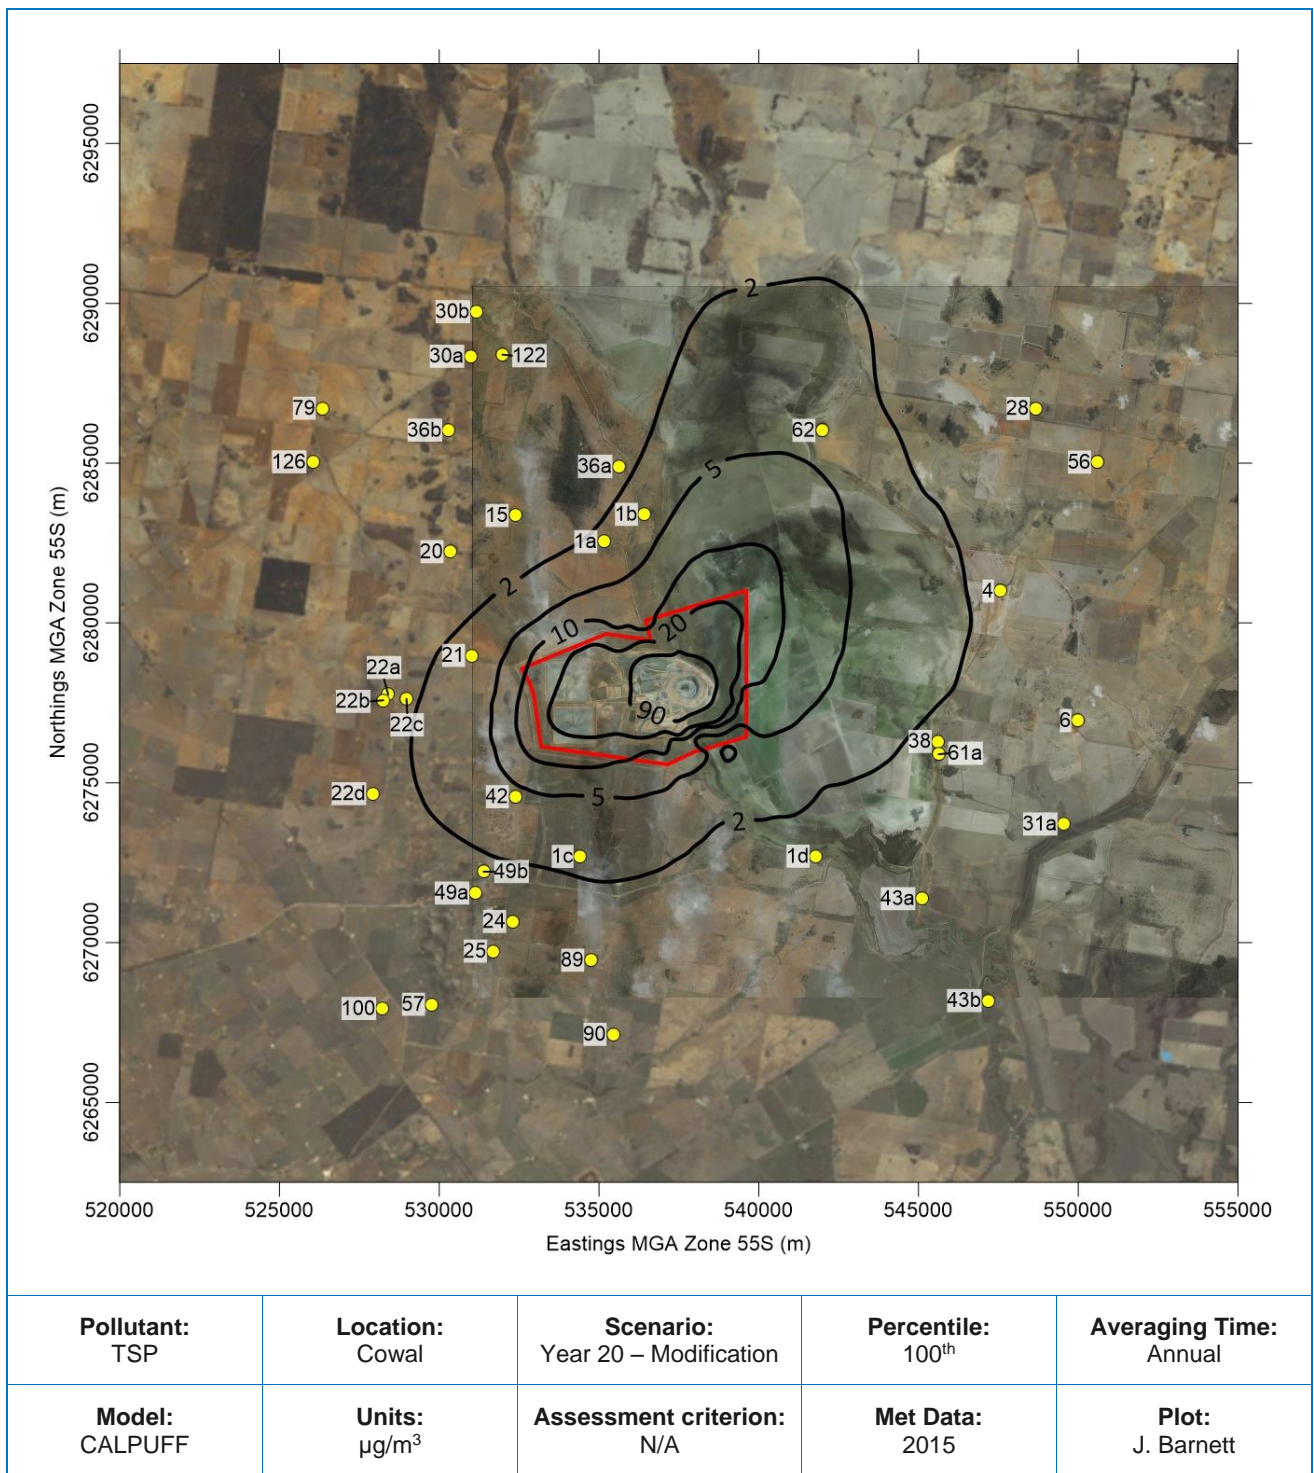 6295000
6290000
6285000
6280000
6275000
6270000
6265000
Northings MGA Zone 55S (m)
2
30b
30a
122
79
36b
126
62
28
56
36a
5
15
1b
1a
20
2
4
10
20
21
22a
22b
22c
90
6
38
61a
22d
42
5
2
31a
1c
1d
49b
49a
43a
24
25
89
100
57
43b
90
520000 525000 530000 535000 540000 545000 550000 555000
Eastings MGA Zone 55S (m)
Pollutant:
TSP
Location:
Cowal
Scenario:
Year 20 – Modification
Percentile:
100th
Averaging Time:
Annual
Model:
CALPUFF
Units:
µg/m³
Assessment criterion:
N/A
Met Data:
2015
Plot:
J. Barnett